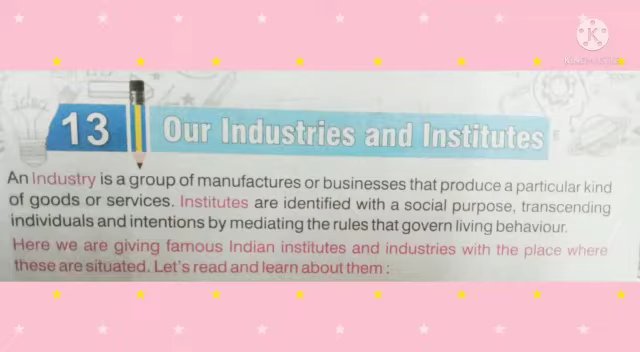 13 Our Industries and Institutes
An Industry is a group of manufactures or businesses that produce a particular kind
of goods or services. Institutes are identified with a social purpose, transcending
individuals and intentions by mediating the rules that govern living behaviour.
Here we are giving famous Indian institutes and industries with the place where
these are situated. Let's read and learn about them :